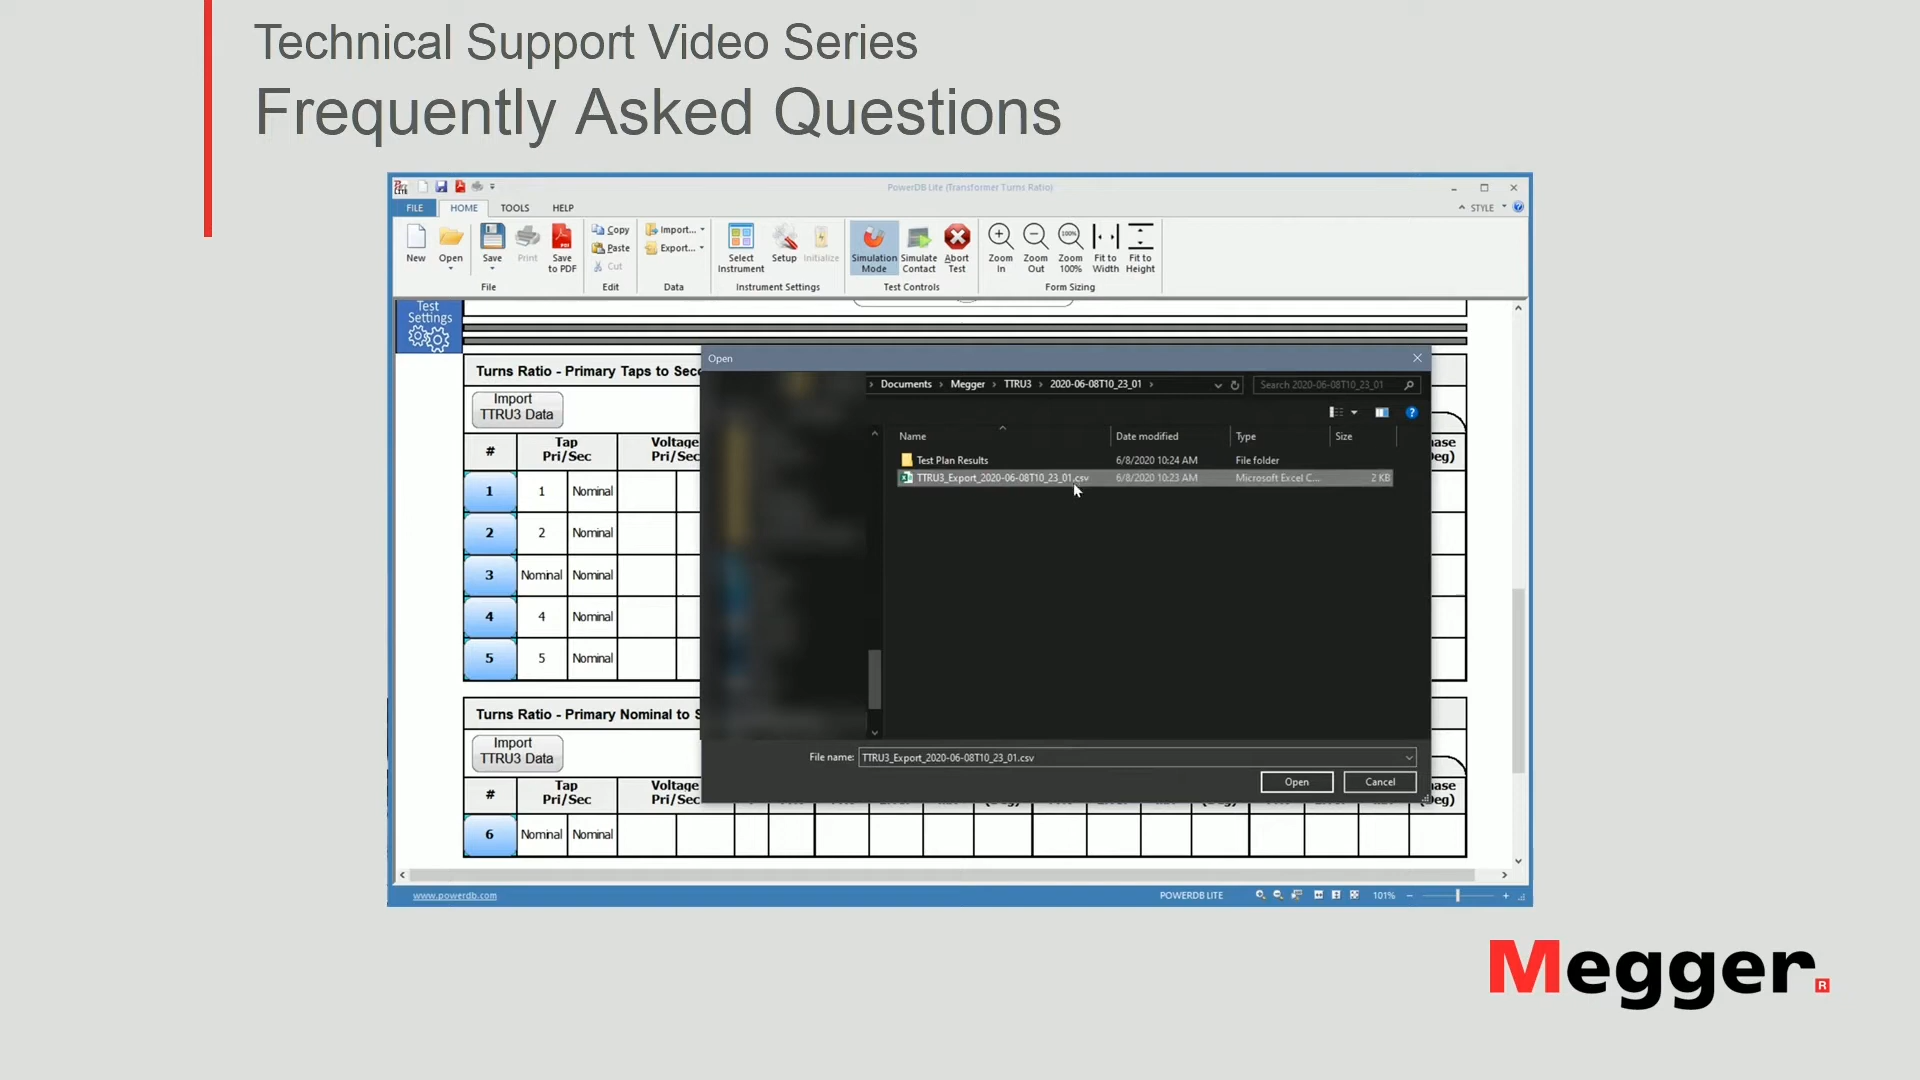 Technical Support Video Series
Frequently Asked Questions
PowerDB Lite (Transformer Turns Ratio)
FILE HOME TOOLS HELP STYLE
New Open Save Print Save to PDF
Copy
Paste
Cut
Import...
Export...
Select Instrument Setup Initialize
Simulation Mode Simulate Contact Abort Test
Zoom In Zoom Out Zoom 100% Fit to Width Fit to Height
File Edit Data Instrument Settings Test Controls Form Sizing
Test
Settings
Turns Ratio - Primary Taps to Sec
Import
TTRU3 Data
# Tap Pri/Sec Voltage Pri/Sec
1 1 Nominal
2 2 Nominal
3 Nominal Nominal
4 4 Nominal
5 5 Nominal
Turns Ratio - Primary Nominal to S
Import
TTRU3 Data
# Tap Pri/Sec Voltage Pri/Sec
6 Nominal Nominal
Open
Documents Megger TTRU3 2020-06-08T10_23_01
Search 2020-06-08T10_23_01
Name Date modified Type Size
Test Plan Results 6/8/2020 10:24 AM File folder
TTRU3_Export_2020-06-08T10_23_01.csv 6/8/2020 10:23 AM Microsoft Excel C... 2 KB
File name: TTRU3_Export_2020-06-08T10_23_01.csv
Open Cancel
www.powerdb.com POWERDB LITE 101%
Megger